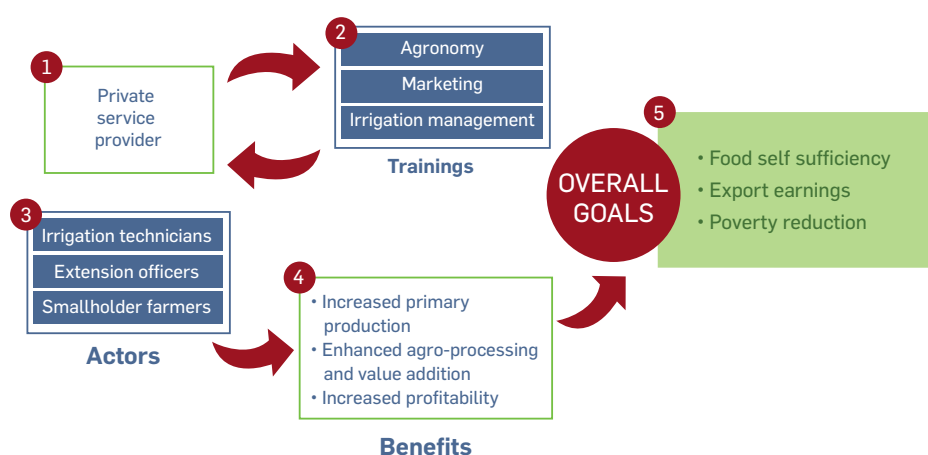 1
Private
service
provider
2
Agronomy
Marketing
Irrigation management
Trainings
3
Irrigation technicians
Extension officers
Smallholder farmers
Actors
4
• Increased primary
production
• Enhanced agro-processing
and value addition
• Increased profitability
Benefits
OVERALL
GOALS
5
• Food self sufficiency
• Export earnings
• Poverty reduction